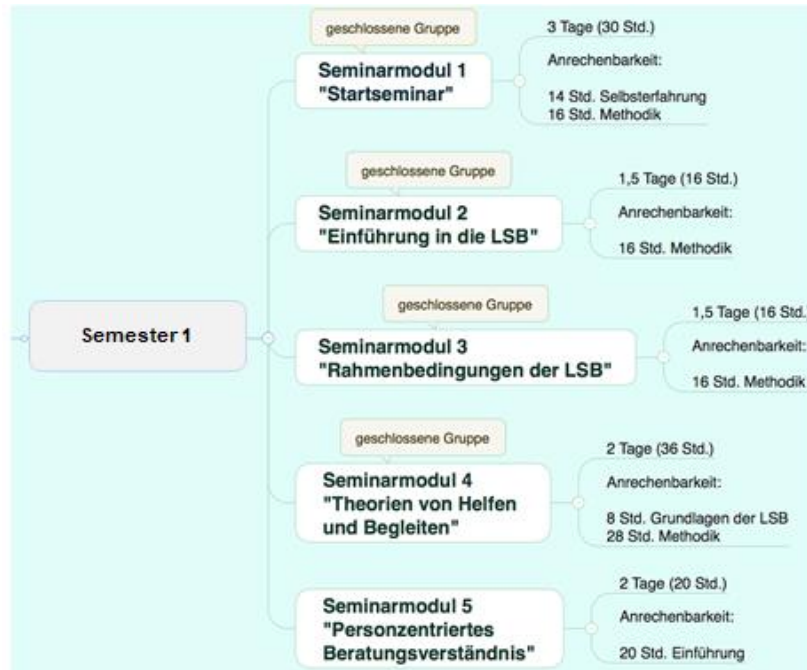 Semester 1
geschlossene Gruppe
Seminarmodul 1
"Startseminar"
3 Tage (30 Std.)
Anrechenbarkeit:
14 Std. Selbsterfahrung
16 Std. Methodik
geschlossene Gruppe
Seminarmodul 2
"Einführung in die LSB"
1,5 Tage (16 Std.)
Anrechenbarkeit:
16 Std. Methodik
geschlossene Gruppe
Seminarmodul 3
"Rahmenbedingungen der LSB"
1,5 Tage (16 Std.
Anrechenbarkeit:
16 Std. Methodik
geschlossene Gruppe
Seminarmodul 4
"Theorien von Helfen
und Begleiten"
2 Tage (36 Std.)
Anrechenbarkeit:
8 Std. Grundlagen der LSB
28 Std. Methodik
Seminarmodul 5
"Personzentriertes
Beratungsverständnis"
2 Tage (20 Std.)
Anrechenbarkeit:
20 Std. Einführung